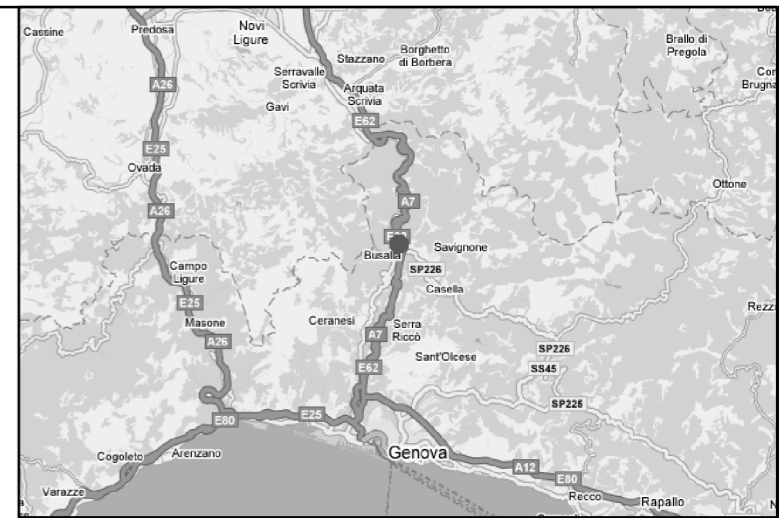 Cassine
Predosa
Novi
Ligure
Stazzano
Borghetto
di Borbera
Brallo di
Pregola
Serravalle
Scrivia
Arquata
Scrivia
Gavi
A26
E62
E25
Ovada
A26
A7
Ottone
Busalla
Savignone
SP226
Casella
Campo
Ligure
E25
Masone
A26
Ceranesi
A7
Serra
Riccò
E62
Sant'Olcese
SP226
SS45
SP225
E80
E25
Genova
Cogoleto
Arenzano
A12
E80
Varazze
Recco
Rapallo